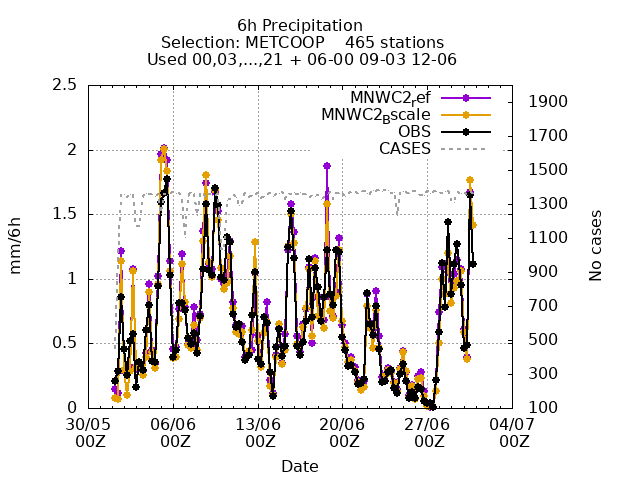 6h Precipitation
Selection: METCOOP    465 stations
Used 00,03,...,21 + 06-00 09-03 12-06
MNWC2_ref
MNWC2_Bscale
OBS
CASES
mm/6h
2.5
2
1.5
1
0.5
0
No cases
1900
1700
1500
1300
1100
900
700
500
300
100
30/05 06/06 13/06 20/06 27/06 04/07
00Z 00Z 00Z 00Z 00Z 00Z
Date